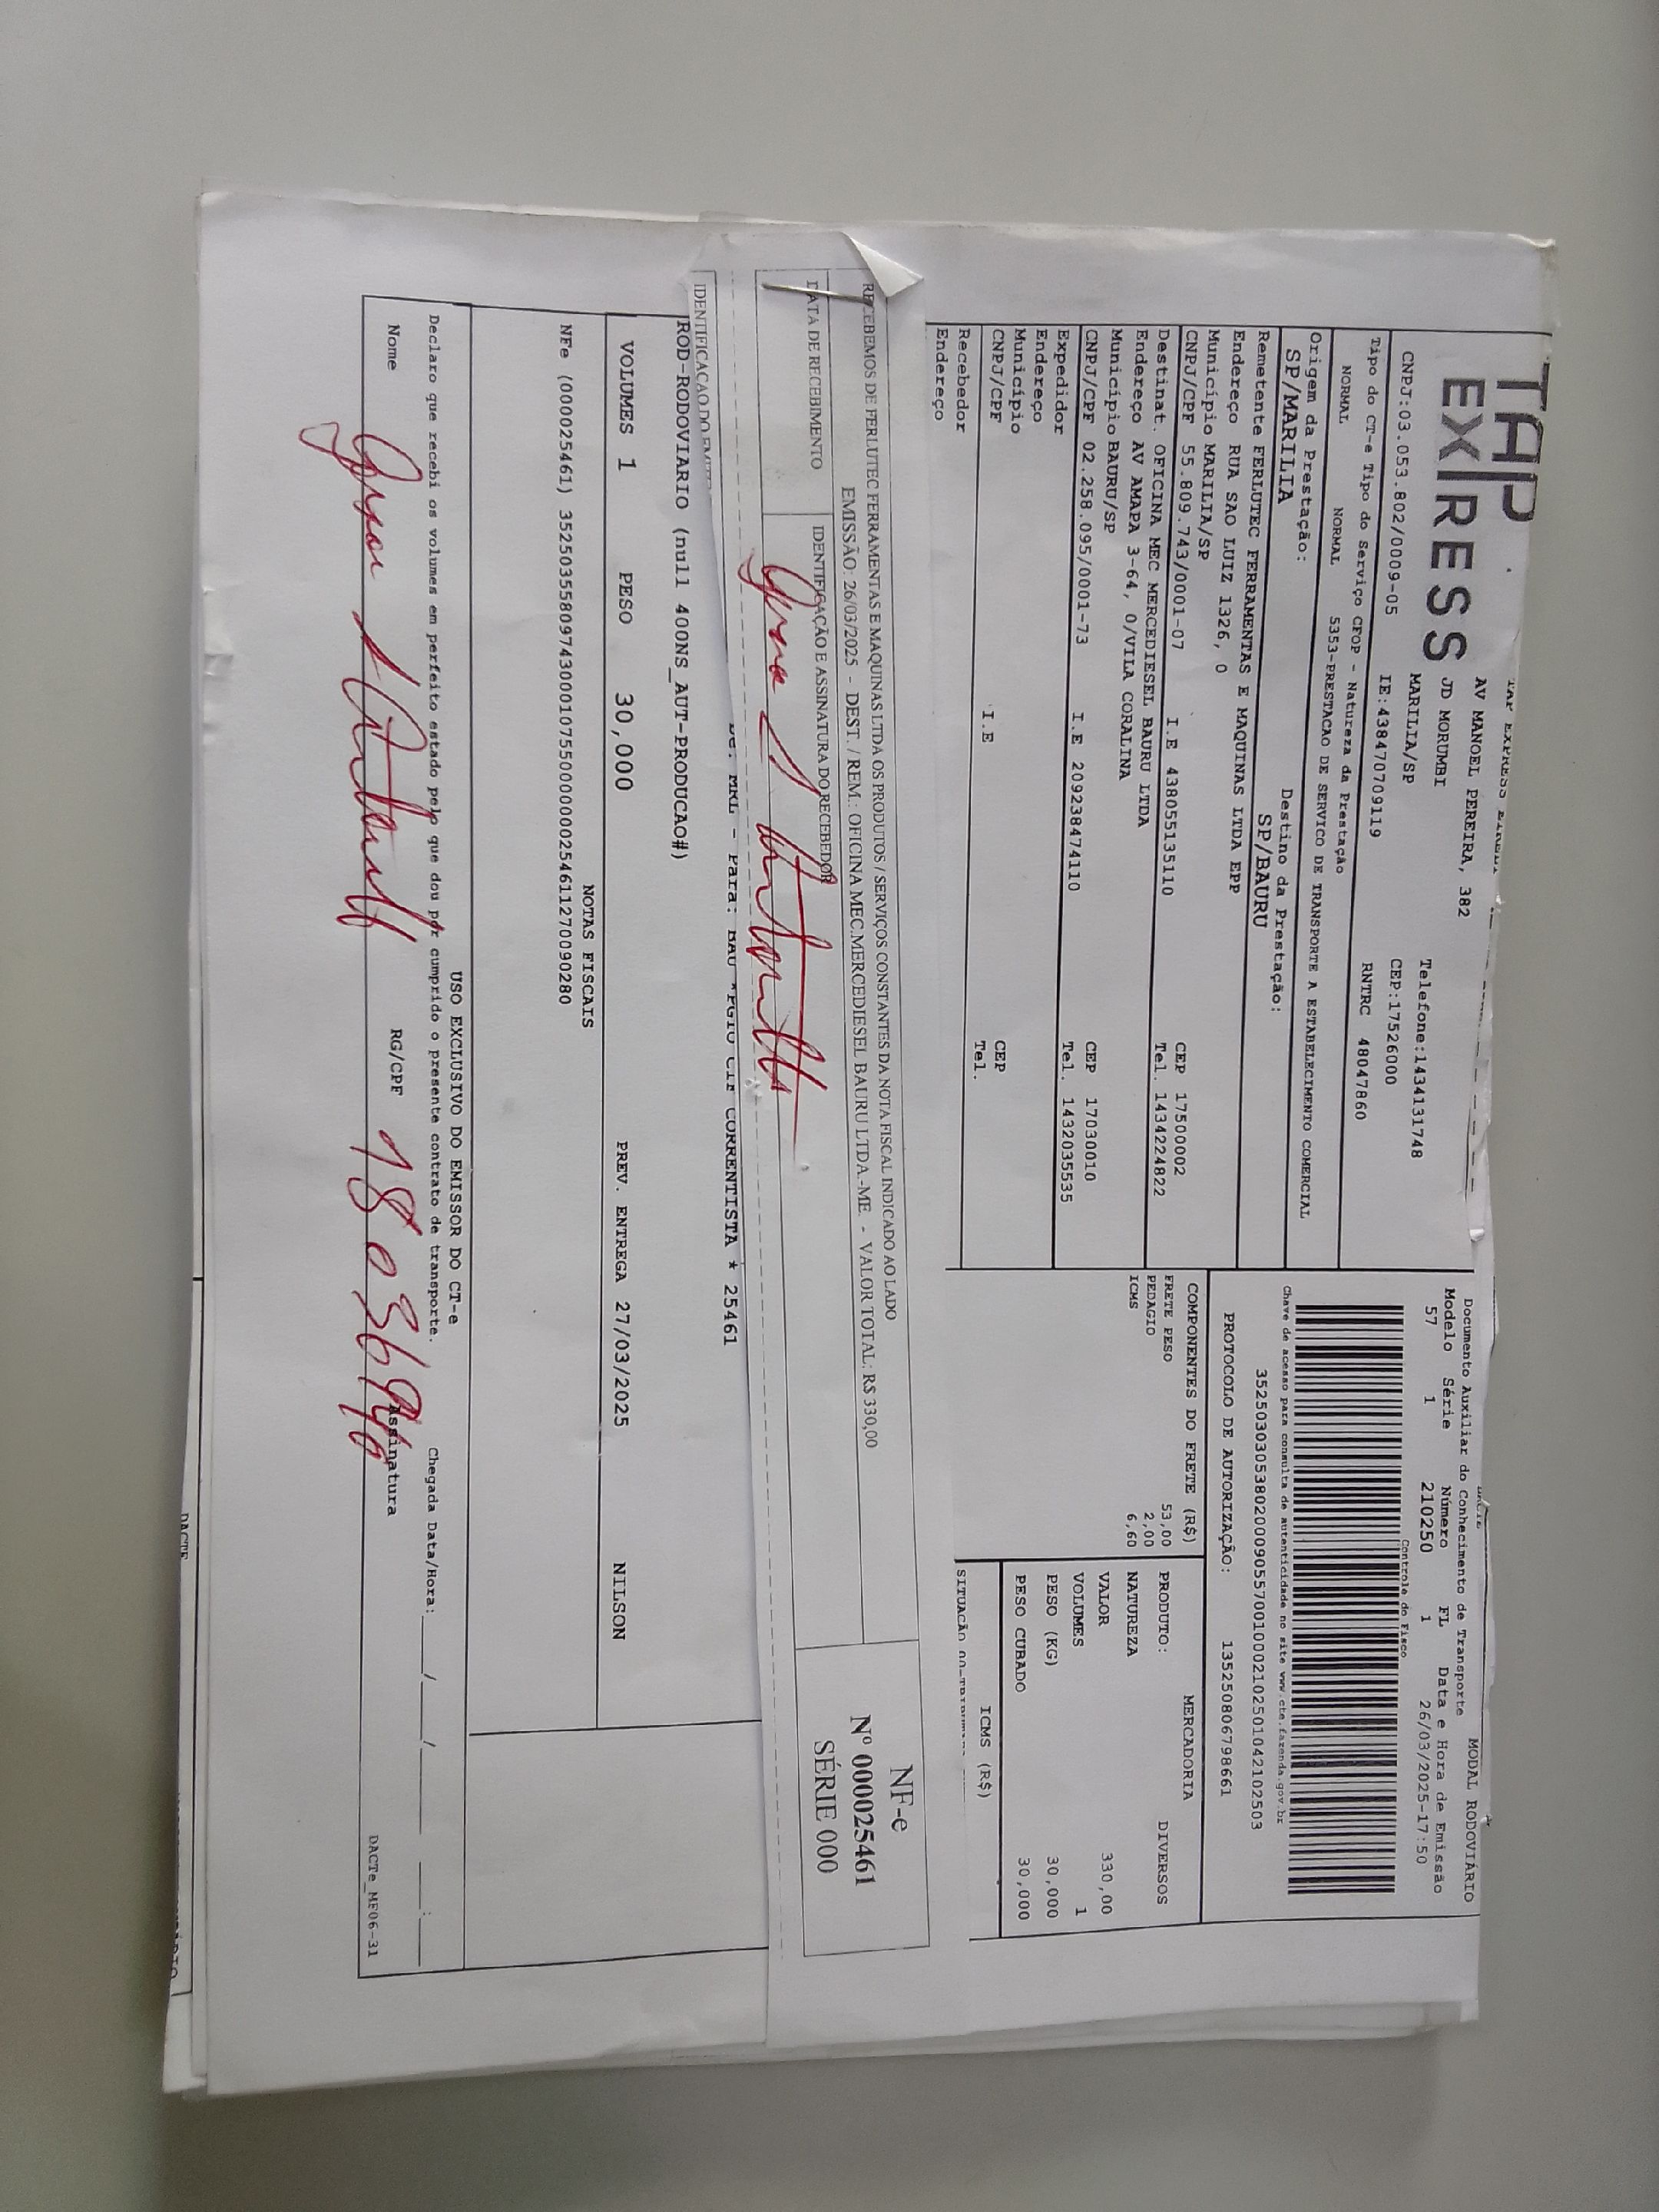 TAP
EXPRESS
AV MANOEL PEREIRA, 382
JD MORUMBI
MARILIA/SP
Telefone:1434131748
CEP:17526000
CNPJ:03.053.802/0009-05 IE:438470709119 RNTRC 48047860
Tipo do CT-e Tipo do Serviço CFOP - Natureza da Prestação
NORMAL NORMAL 5353-PRESTACAO DE SERVICO DE TRANSPORTE A ESTABELECIMENTO COMERCIAL
Origem da Prestação: Destino da Prestação:
SP/MARILIA SP/BAURU
Remetente FERLUTEC FERRAMENTAS E MAQUINAS LTDA EPP
Endereço RUA SAO LUIZ 1326, 0
Município MARILIA/SP CEP 17500002
CNPJ/CPF 55.809.743/0001-07 I.E 438055135110 Tel. 1434224822
Destinat. OFICINA MEC MERCEDIESEL BAURU LTDA
Endereço AV AMAPA 3-64, 0/VILA CORALINA
Município BAURU/SP CEP 17030010
CNPJ/CPF 02.258.095/0001-73 I.E 209238474110 Tel. 1432035535
Expedidor
Endereço
Município CEP
CNPJ/CPF I.E Tel.
Recebedor
Endereço
MODAL RODOVIÁRIO
Documento Auxiliar do Conhecimento de Transporte
Modelo Série Número FL Data e Hora de Emissão
57 1 210250 1 26/03/2025-17:50
Controle do Fisco
Chave de acesso para consulta de autenticidade no site www.cte.fazenda.gov.br
35250303053802000905570010002102501042102503
PROTOCOLO DE AUTORIZAÇÃO: 135250806798661
COMPONENTES DO FRETE (R$)
FRETE PESO 53,00
PEDAGIO 2,00
ICMS 6,60
MERCADORIA
PRODUTO: DIVERSOS
NATUREZA
VALOR 330,00
VOLUMES 1
PESO (KG) 30,000
PESO CUBADO 30,000
ICMS (R$)
RECEBEMOS DE FERLUTEC FERRAMENTAS E MAQUINAS LTDA OS PRODUTOS / SERVIÇOS CONSTANTES DA NOTA FISCAL INDICADO AO LADO
EMISSÃO: 26/03/2025 - DEST. / REM.: OFICINA MEC.MERCEDIESEL BAURU LTDA.-ME. - VALOR TOTAL: R$ 330,00
DATA DE RECEBIMENTO IDENTIFICAÇÃO E ASSINATURA DO RECEBEDOR
NF-e
Nº 000025461
SÉRIE 000
Para: BAU *PGTO CIF CORRENTISTA * 25461
IDENTIFICAÇÃO DO EMITENTE
ROD-RODOVIARIO (null 400NS_AUT-PRODUCAO#)
VOLUMES 1 PESO 30,000 PREV. ENTREGA 27/03/2025 NILSON
NOTAS FISCAIS
NFe (000025461) 35250355809743000107550000000254611270090280
USO EXCLUSIVO DO EMISSOR DO CT-e
Declaro que recebi os volumes em perfeito estado pelo que dou por cumprido o presente contrato de transporte. Chegada Data/Hora:____/____/____ ___:___
Nome RG/CPF Assinatura
DACTe_MF06-31
DACTE